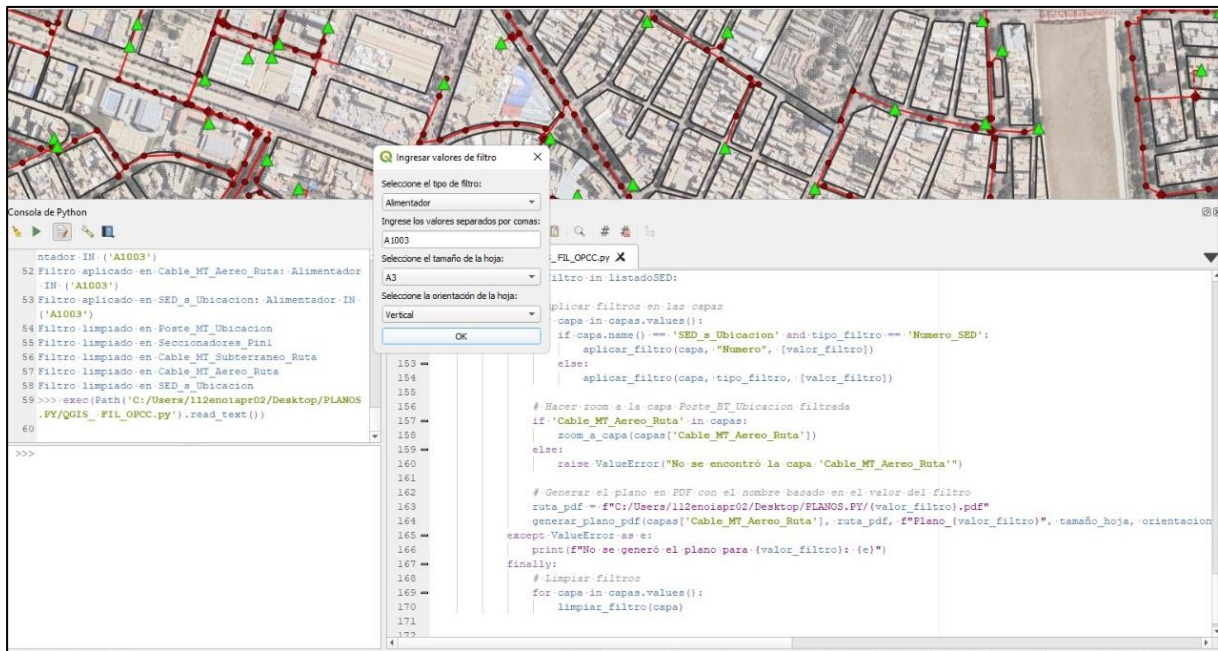 Ingresar valores de filtro
Seleccione el tipo de filtro:
Alimentador
Ingrese los valores separados por comas:
A1003
Seleccione el tamaño de la hoja:
A3
Seleccione la orientación de la hoja:
Vertical
OK
Consola de Python
ntador IN ('A1003')
52 Filtro aplicado en Cable_MT_Aereo_Ruta: Alimentador
IN ('A1003')
53 Filtro aplicado en SED_s_Ubicacion: Alimentador IN
('A1003')
54 Filtro limpiado en Poste_MT_Ubicacion
55 Filtro limpiado en Seccionadores_Pinl
56 Filtro limpiado en Cable_MT_Subterraneo_Ruta
57 Filtro limpiado en Cable_MT_Aereo_Ruta
58 Filtro limpiado en SED_s_Ubicacion
59 >>> exec(Path('C:/Users/112enoiapr02/Desktop/PLANOS
.PY/QGIS_ FIL_OPCC.py').read_text())
60
>>>
S_ FIL_OPCC.py
filtro in listadoSED:
plicar filtros en las capas
capa in capas.values():
if capa.name() == 'SED_s_Ubicacion' and tipo_filtro == 'Numero_SED':
aplicar_filtro(capa, "Numero", [valor_filtro])
153 else:
154 aplicar_filtro(capa, tipo_filtro, [valor_filtro])
155
156 # Hacer zoom a la capa Poste_BT_Ubicacion filtrada
157 if 'Cable_MT_Aereo_Ruta' in capas:
158 zoom_a_capa(capas['Cable_MT_Aereo_Ruta'])
159 else:
160 raise ValueError("No se encontró la capa 'Cable_MT_Aereo_Ruta'")
161
162 # Generar el plano en PDF con el nombre basado en el valor del filtro
163 ruta_pdf = f"C:/Users/112enoiapr02/Desktop/PLANOS.PY/{valor_filtro}.pdf"
164 generar_plano_pdf(capas['Cable_MT_Aereo_Ruta'], ruta_pdf, f"Plano_{valor_filtro}", tamaño_hoja, orientacion
165 except ValueError as e:
166 print(f"No se generó el plano para {valor_filtro}: {e}")
167 finally:
168 # Limpiar filtros
169 for capa in capas.values():
170 limpiar_filtro(capa)
171
172